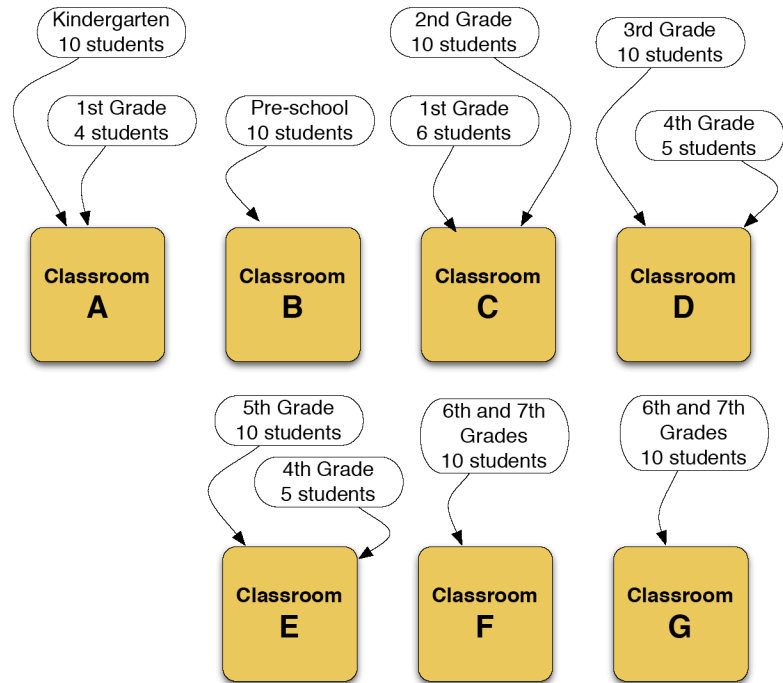 Kindergarten
10 students
1st Grade
4 students
Pre-school
10 students
2nd Grade
10 students
1st Grade
6 students
3rd Grade
10 students
4th Grade
5 students
Classroom
A
Classroom
B
Classroom
C
Classroom
D
5th Grade
10 students
4th Grade
5 students
6th and 7th
Grades
10 students
6th and 7th
Grades
10 students
Classroom
E
Classroom
F
Classroom
G